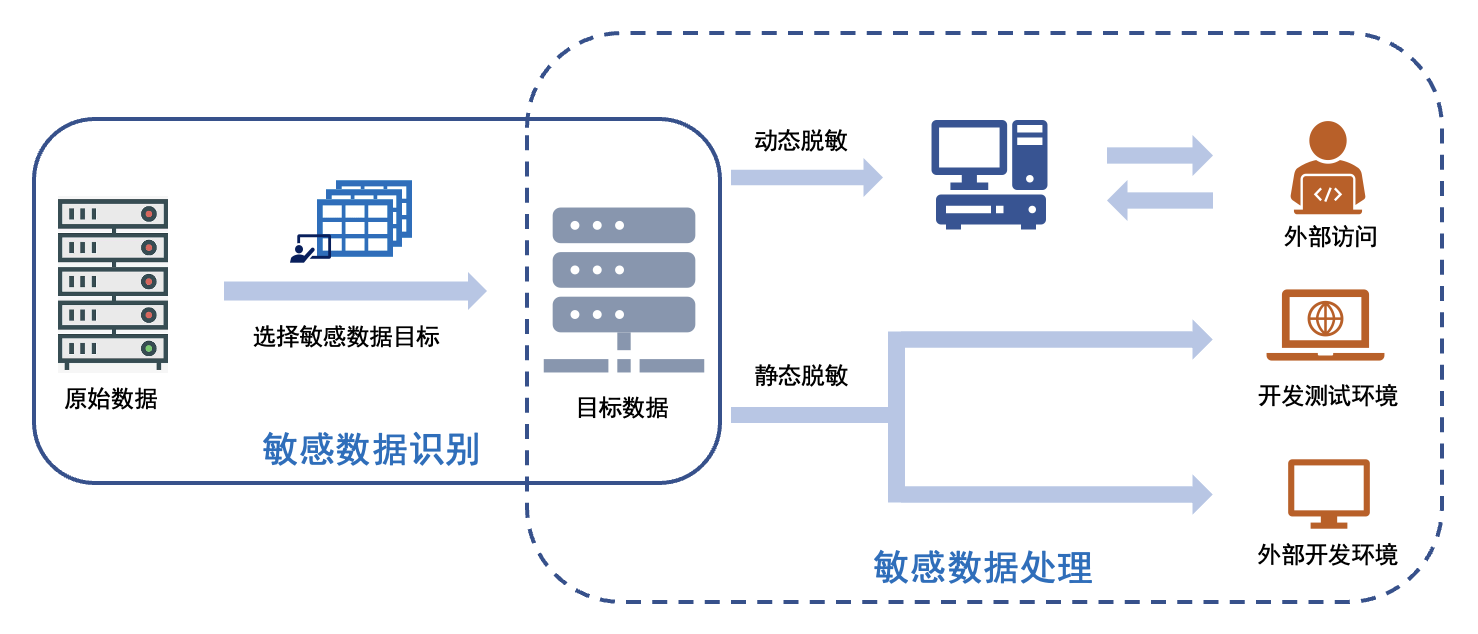 原始数据
选择敏感数据目标
目标数据
敏感数据识别
动态脱敏
静态脱敏
外部访问
开发测试环境
外部开发环境
敏感数据处理